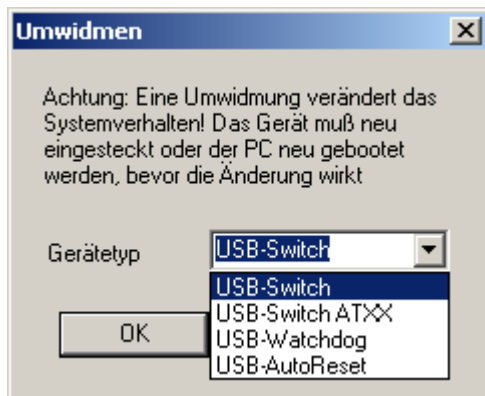 Umwidmen
Achtung: Eine Umwidmung verändert das
Systemverhalten! Das Gerät muß neu
eingesteckt oder der PC neu gebootet
werden, bevor die Änderung wirkt
Gerätetyp
USB-Switch
USB-Switch
USB-Switch ATXX
USB-Watchdog
USB-AutoReset
OK